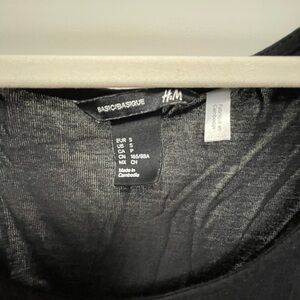 BASIC/BASIQUE H&M
EUR S
US S
CA P
CN 165/88A
MX CH
Made in
Cambodia